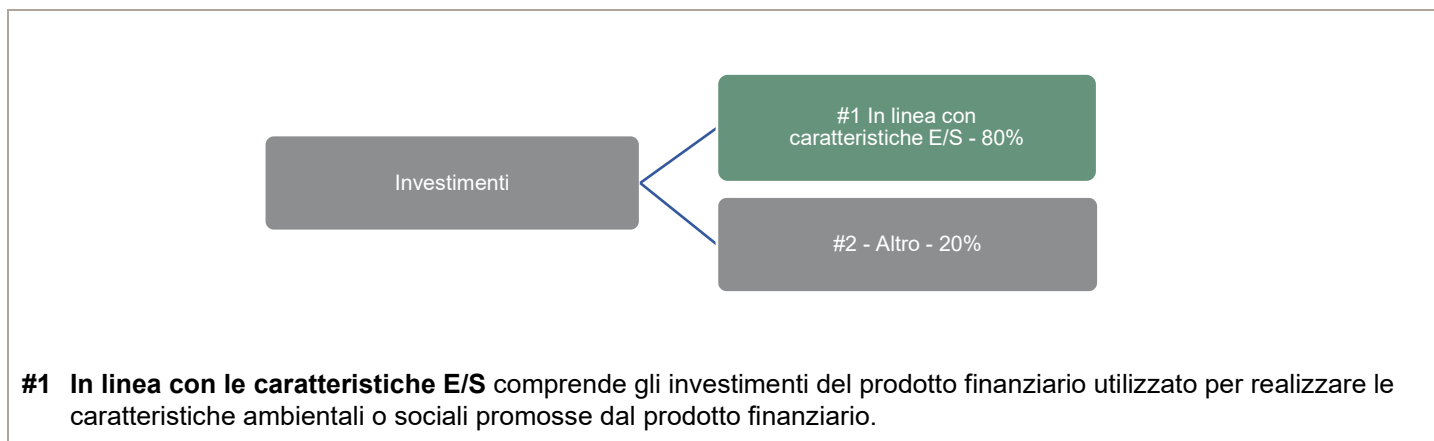 #1 In linea con
caratteristiche E/S - 80%
Investimenti
#2 - Altro - 20%
#1 In linea con le caratteristiche E/S comprende gli investimenti del prodotto finanziario utilizzato per realizzare le
caratteristiche ambientali o sociali promosse dal prodotto finanziario.